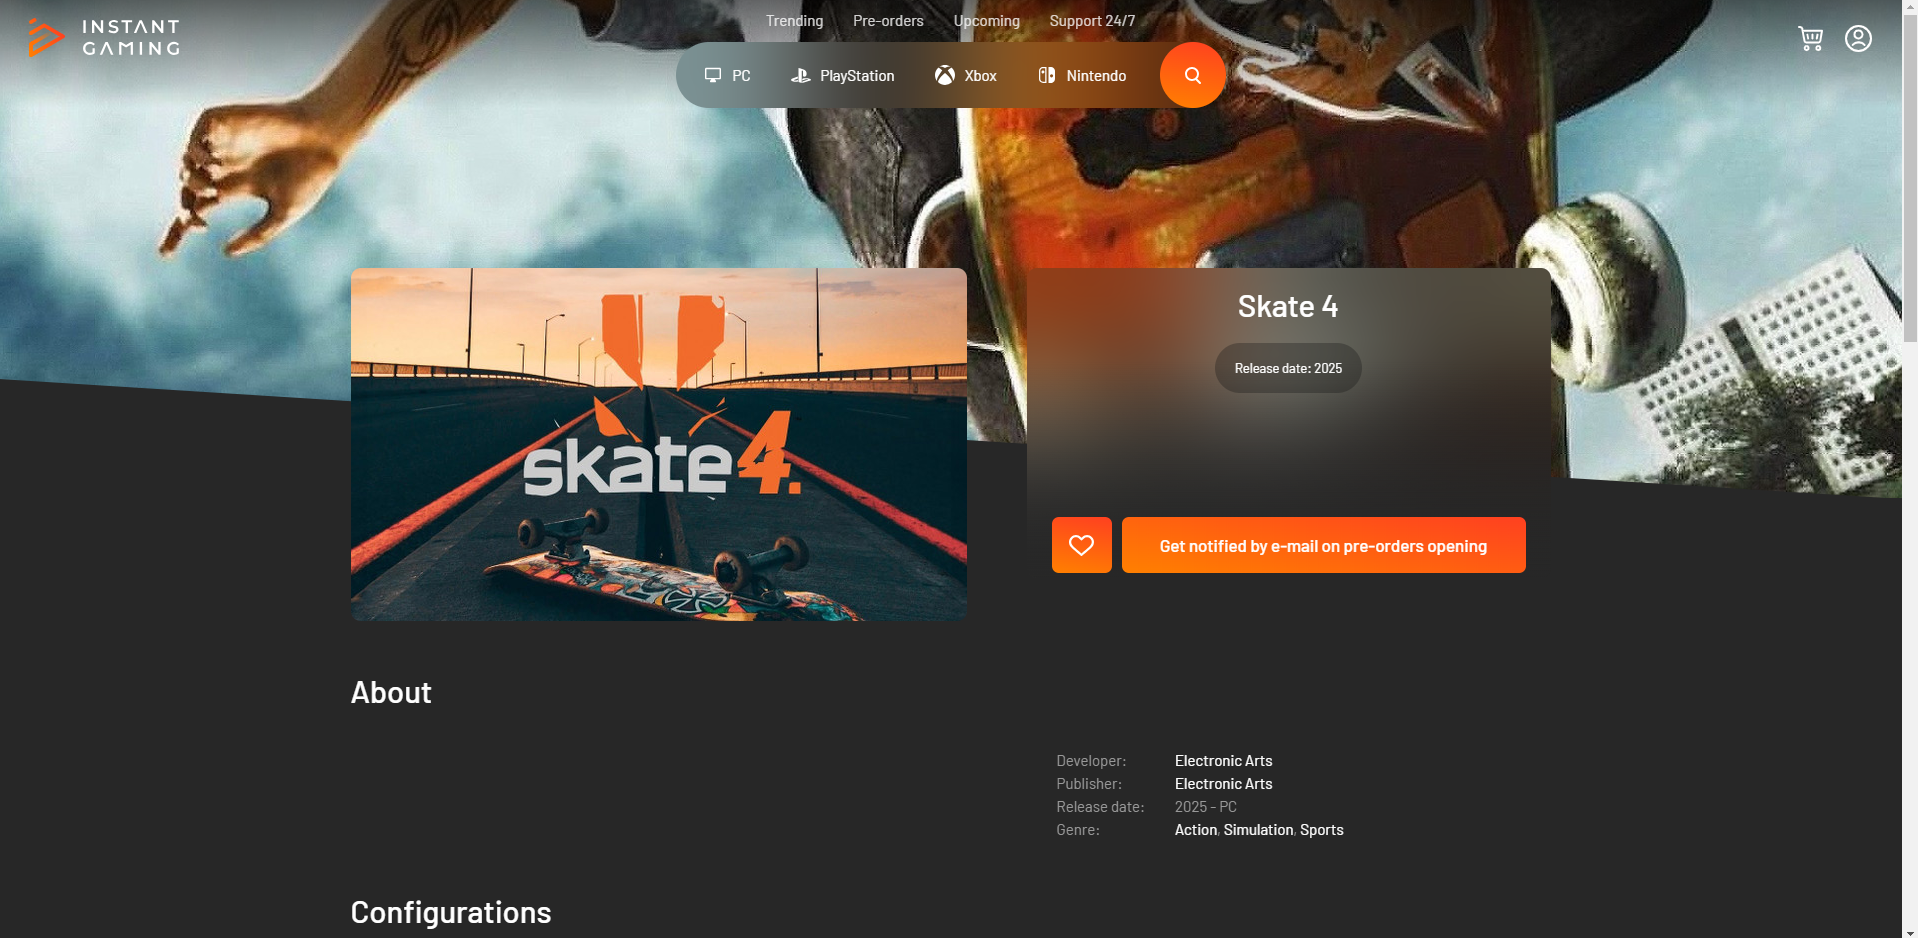 INSTANT
GAMING
Trending
Pre-orders
Upcoming
Support 24/7
PC
PlayStation
Xbox
Nintendo
skate 4.
Skate 4
Release date: 2025
Get notified by e-mail on pre-orders opening
About
Developer: Electronic Arts
Publisher: Electronic Arts
Release date: 2025 - PC
Genre: Action, Simulation, Sports
Configurations